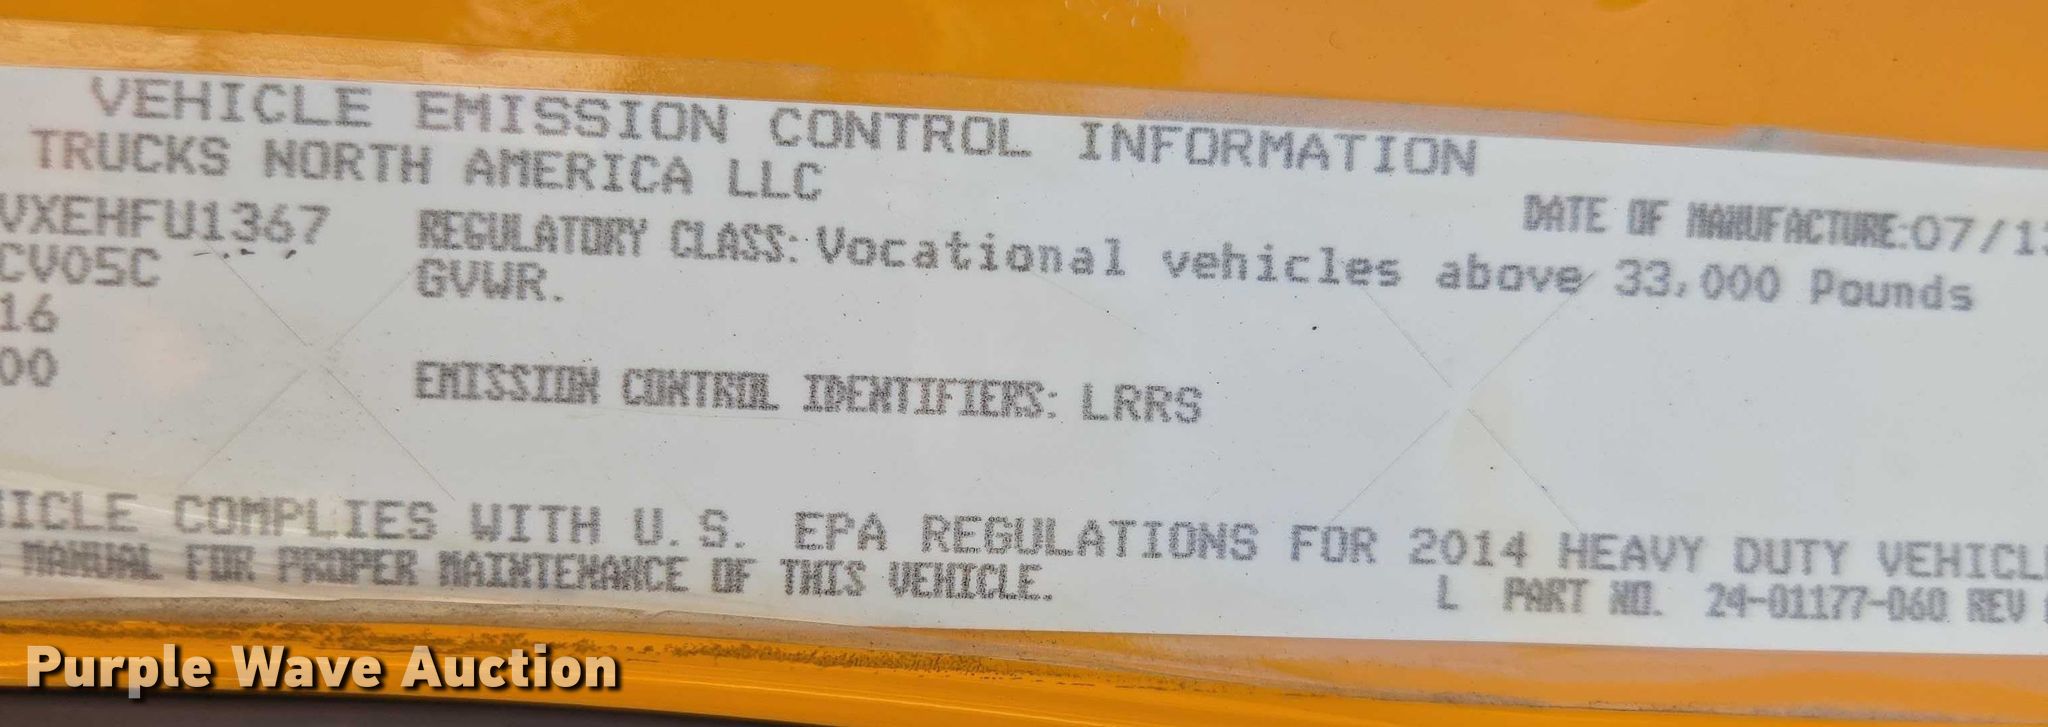 VEHICLE EMISSION CONTROL INFORMATION
TRUCKS NORTH AMERICA LLC
VXEHFU1367 REGULATORY CLASS: Vocational vehicles above 33,000 Pounds DATE OF MANUFACTURE:07/13
CV05C GVWR.
16
00 EMISSION CONTROL IDENTIFIERS: LRRS
ICLE COMPLIES WITH U.S. EPA REGULATIONS FOR 2014 HEAVY DUTY VEHICL
MANUAL FOR PROPER MAINTENANCE OF THIS VEHICLE. L PART NO. 24-01177-060 REV
Purple Wave Auction